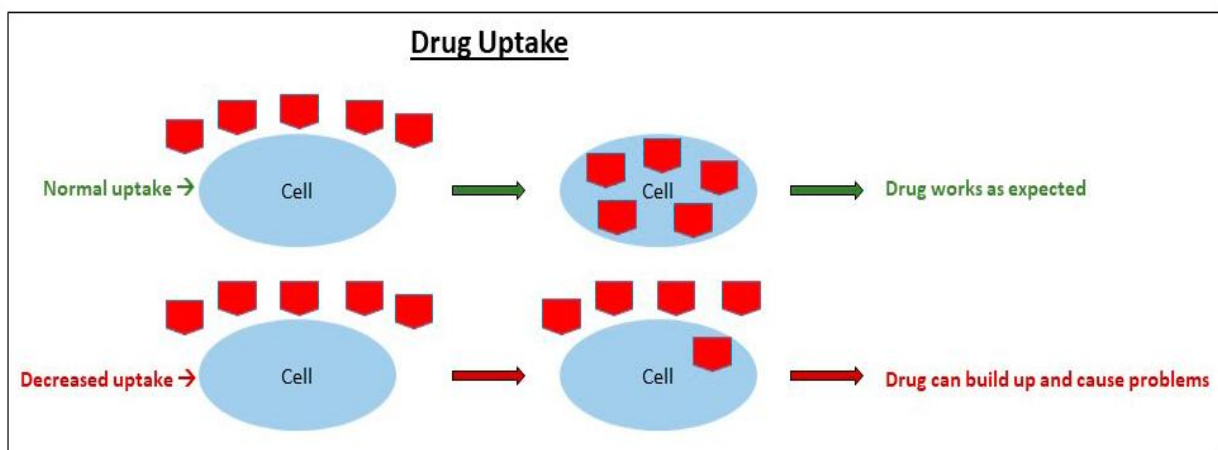 Drug Uptake
Normal uptake →
Cell
Cell
Drug works as expected
Decreased uptake →
Cell
Cell
Drug can build up and cause problems